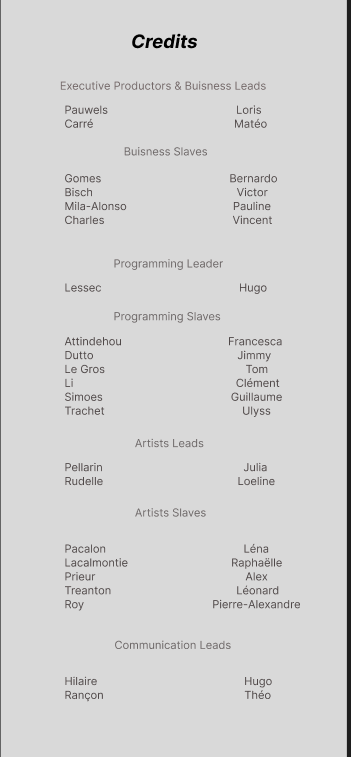 Credits
Executive Productors & Buisness Leads
Pauwels Loris
Carré Matéo
Buisness Slaves
Gomes Bernardo
Bisch Victor
Mila-Alonso Pauline
Charles Vincent
Programming Leader
Lessec Hugo
Programming Slaves
Attindehou Francesca
Dutto Jimmy
Le Gros Tom
Li Clément
Simoes Guillaume
Trachet Ulyss
Artists Leads
Pellarin Julia
Rudelle Loeline
Artists Slaves
Pacalon Léna
Lacalmontie Raphaëlle
Prieur Alex
Treanton Léonard
Roy Pierre-Alexandre
Communication Leads
Hilaire Hugo
Rançon Théo